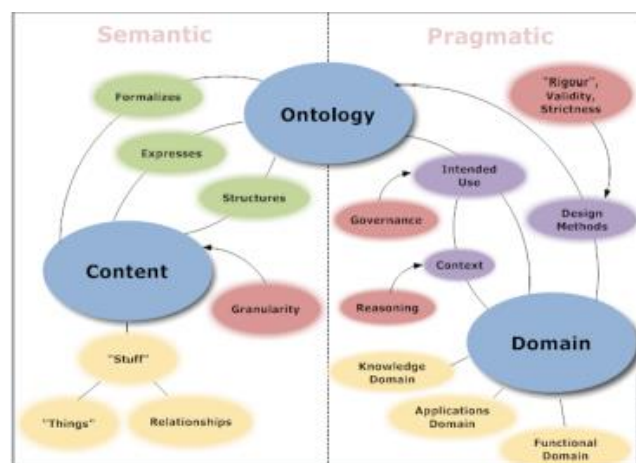 Semantic
Pragmatic
Formalizes
Ontology
"Rigour",
Validity,
Strictness
Expresses
Intended
Use
Structures
Governance
Design
Methods
Content
Context
Granularity
Reasoning
Domain
"Stuff"
Knowledge
Domain
"Things"
Relationships
Applications
Domain
Functional
Domain